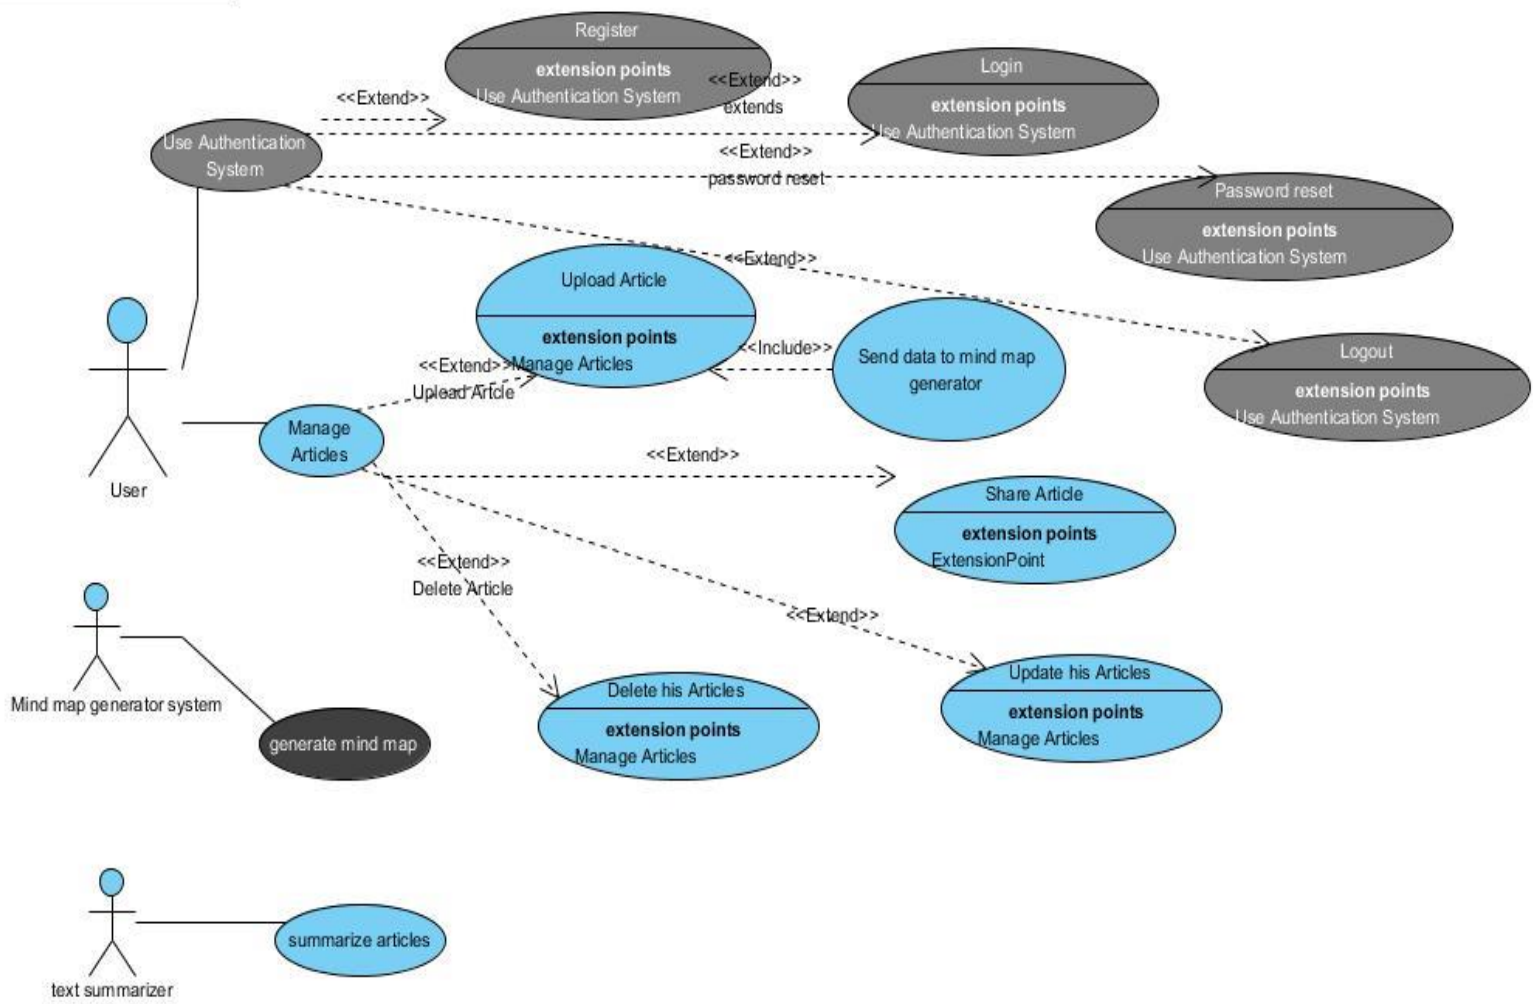 Register
extension points
Use Authentication System
<<Extend>>
<<Extend>>
extends
Login
extension points
Use Authentication System
Use Authentication
System
<<Extend>>
password reset
Password reset
extension points
Use Authentication System
<<Extend>>
Upload Article
extension points
Manage Articles
<<Extend>>
Upload Artcle
<<Include>>
Send data to mind map
generator
Logout
extension points
Use Authentication System
Manage
Articles
User
<<Extend>>
Share Article
extension points
ExtensionPoint
<<Extend>>
Delete Article
<<Extend>>
Delete his Articles
extension points
Manage Articles
Update his Articles
extension points
Manage Articles
Mind map generator system
generate mind map
summarize articles
text summarizer